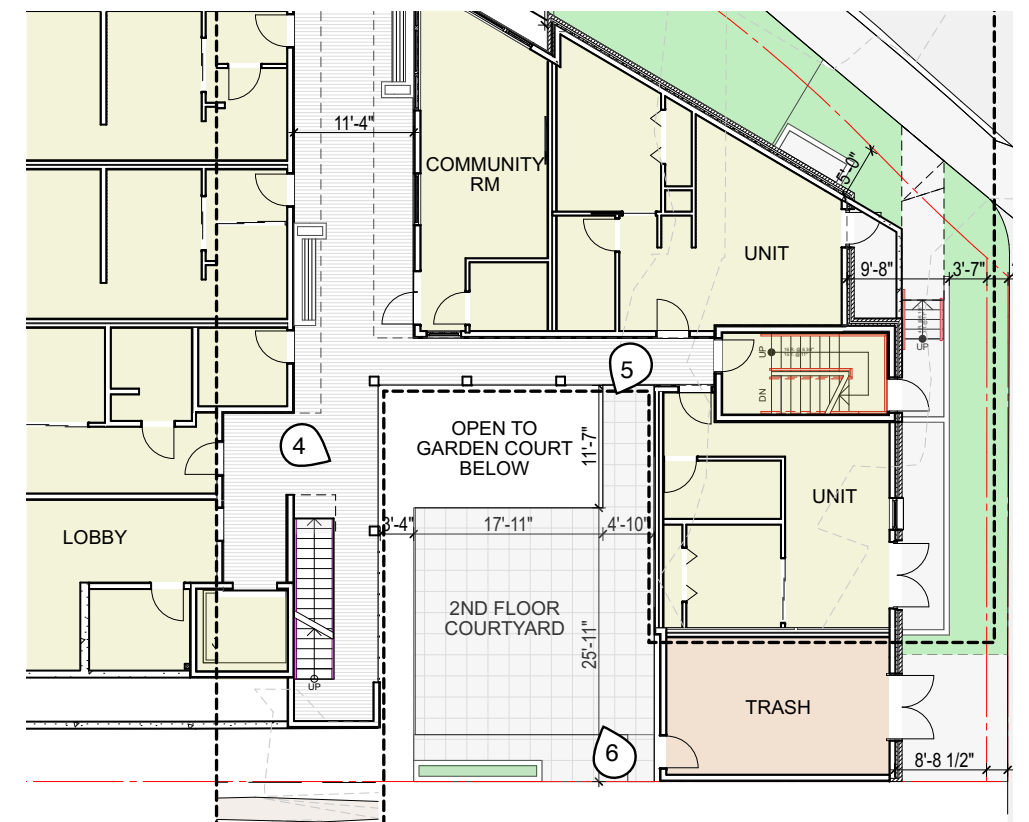 11'-4"
COMMUNITY
RM
5'-0"
UNIT
9'-8"
3'-7"
UP
UP
DN
5
4
OPEN TO
GARDEN COURT
BELOW
11'-7"
UNIT
LOBBY
3'-4"
17'-11"
4'-10"
2ND FLOOR
COURTYARD
25'-11"
UP
TRASH
6
8'-8 1/2"